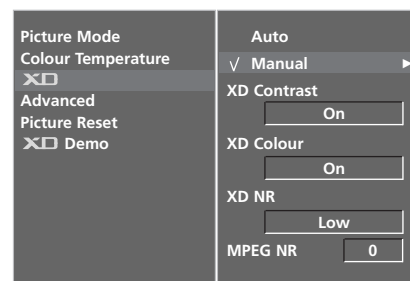 Picture Mode
Colour Temperature
XD
Advanced
Picture Reset
XD Demo
Auto
√ Manual ►
XD Contrast
On
XD Colour
On
XD NR
Low
MPEG NR 0